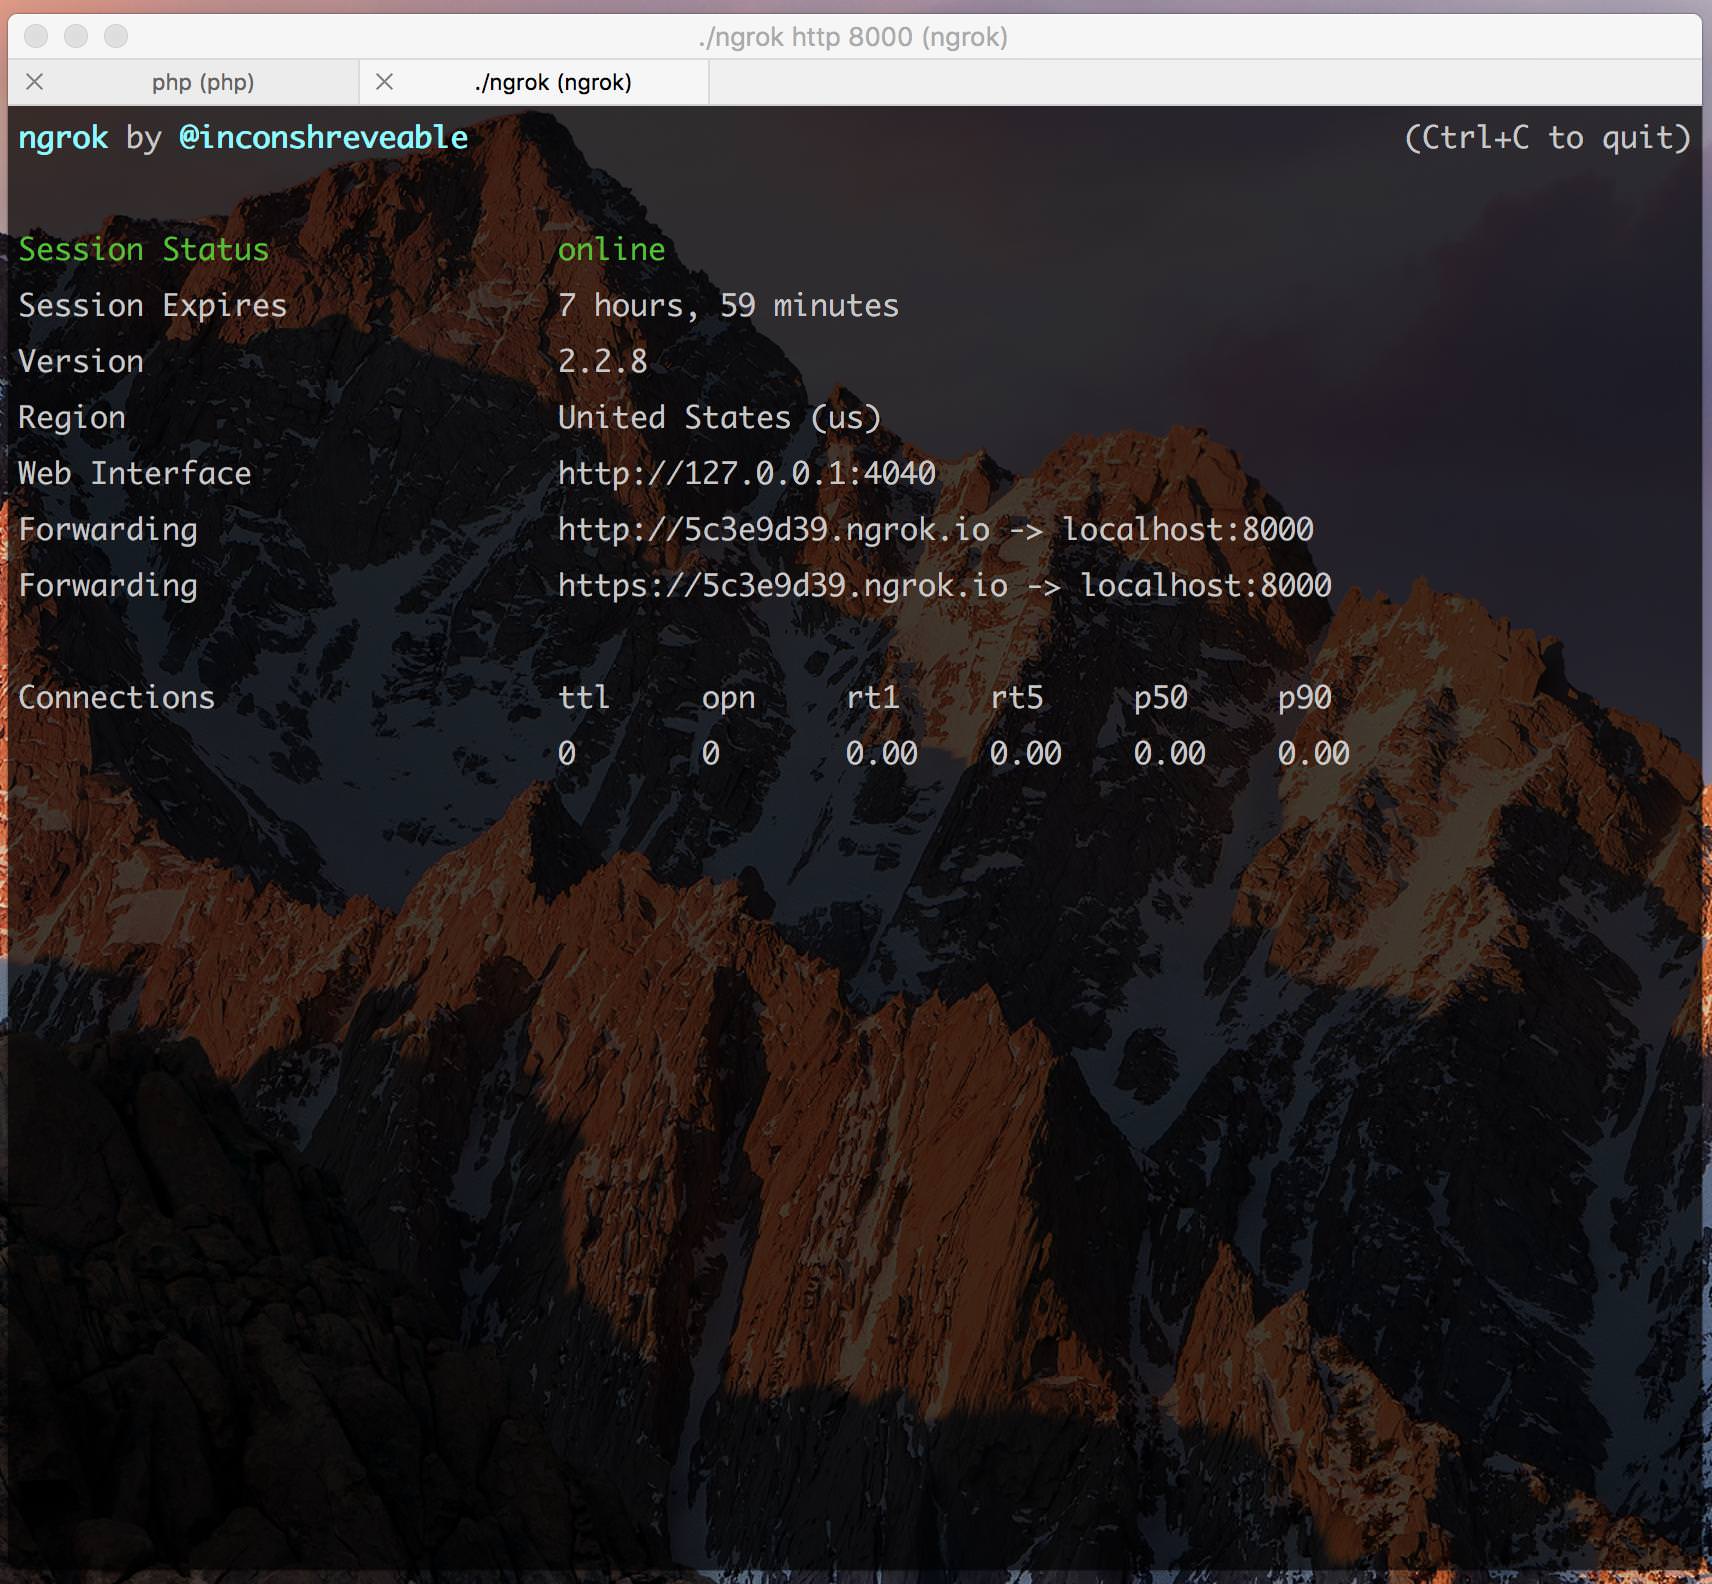 ./ngrok http 8000 (ngrok)
php (php) ./ngrok (ngrok)
ngrok by @inconshreveable (Ctrl+C to quit)
Session Status online
Session Expires 7 hours, 59 minutes
Version 2.2.8
Region United States (us)
Web Interface http://127.0.0.1:4040
Forwarding http://5c3e9d39.ngrok.io -> localhost:8000
Forwarding https://5c3e9d39.ngrok.io -> localhost:8000
Connections ttl opn rt1 rt5 p50 p90
0 0 0.00 0.00 0.00 0.00